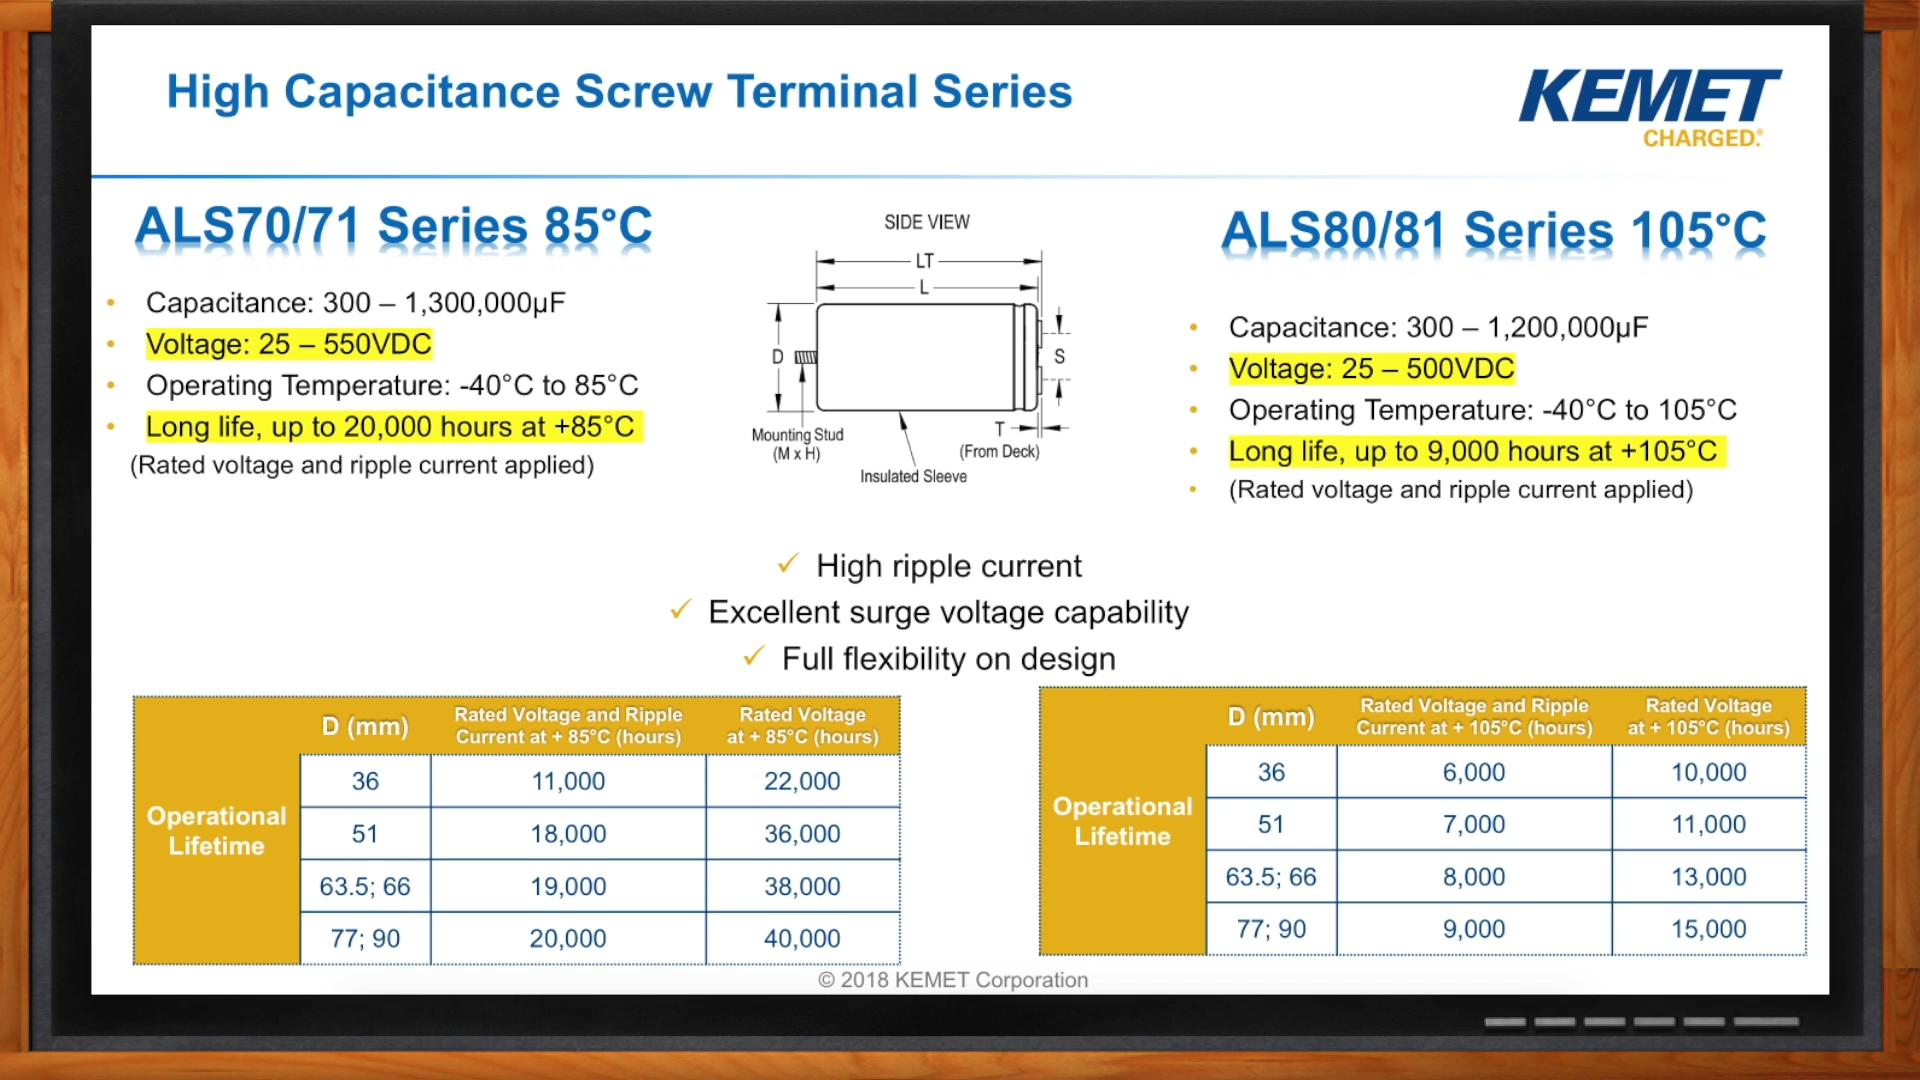 High Capacitance Screw Terminal Series
KEMET
CHARGED.®
ALS70/71 Series 85°C
• Capacitance: 300 – 1,300,000µF
• Voltage: 25 – 550VDC
• Operating Temperature: -40°C to 85°C
• Long life, up to 20,000 hours at +85°C
(Rated voltage and ripple current applied)
SIDE VIEW
LT
L
D
S
T
Mounting Stud
(M x H)
(From Deck)
Insulated Sleeve
ALS80/81 Series 105°C
• Capacitance: 300 – 1,200,000µF
• Voltage: 25 – 500VDC
• Operating Temperature: -40°C to 105°C
• Long life, up to 9,000 hours at +105°C
• (Rated voltage and ripple current applied)
✓ High ripple current
✓ Excellent surge voltage capability
✓ Full flexibility on design
D (mm) Rated Voltage and Ripple Current at + 85°C (hours) Rated Voltage at + 85°C (hours)
Operational
Lifetime
36 11,000 22,000
51 18,000 36,000
63.5; 66 19,000 38,000
77; 90 20,000 40,000
D (mm) Rated Voltage and Ripple Current at + 105°C (hours) Rated Voltage at + 105°C (hours)
Operational
Lifetime
36 6,000 10,000
51 7,000 11,000
63.5; 66 8,000 13,000
77; 90 9,000 15,000
© 2018 KEMET Corporation